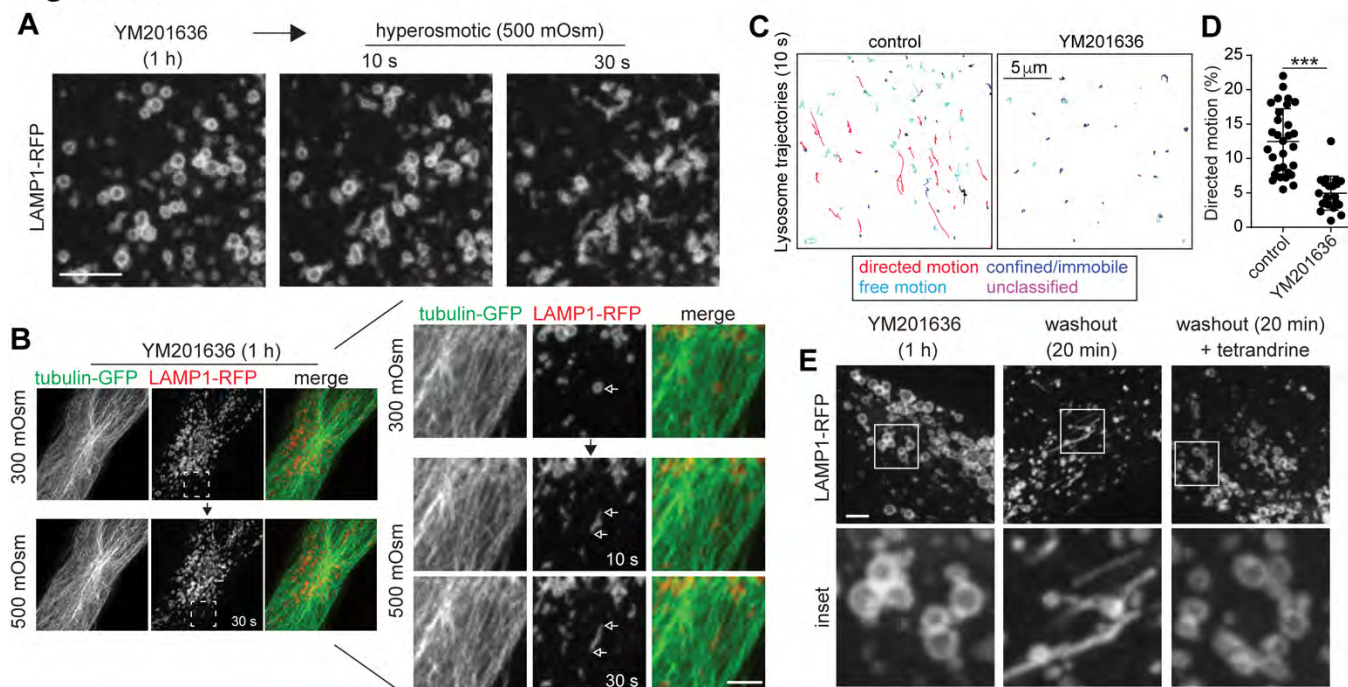 A
YM201636
(1 h)
hyperosmotic (500 mOsm)
10 s
30 s
LAMP1-RFP
B
YM201636 (1 h)
tubulin-GFP LAMP1-RFP merge
300 mOsm
500 mOsm
30 s
tubulin-GFP LAMP1-RFP merge
300 mOsm
500 mOsm
10 s
30 s
C
control YM201636
Lysosome trajectories (10 s)
5 μm
directed motion confined/immobile
free motion unclassified
D
Directed motion (%)
25
20
15
10
5
0
***
control
YM201636
E
YM201636
(1 h)
washout
(20 min)
washout (20 min)
+ tetrandrine
LAMP1-RFP
inset